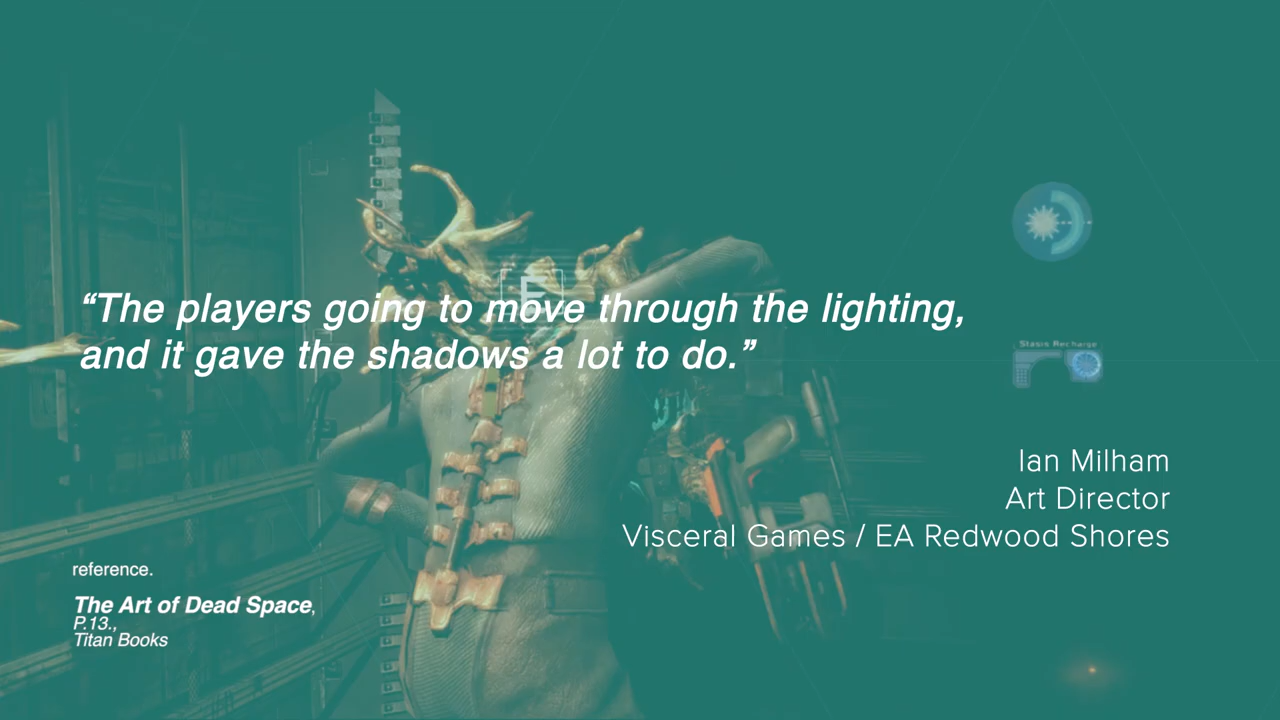 “The players going to move through the lighting,
and it gave the shadows a lot to do.”
Stasis Recharge
E
Ian Milham
Art Director
Visceral Games / EA Redwood Shores
reference.
The Art of Dead Space,
P.13.,
Titan Books